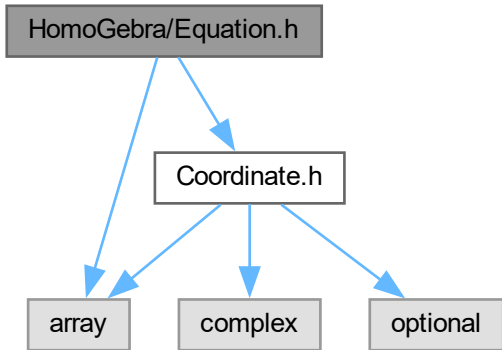 HomoGebra/Equation.h
Coordinate.h
array
complex
optional